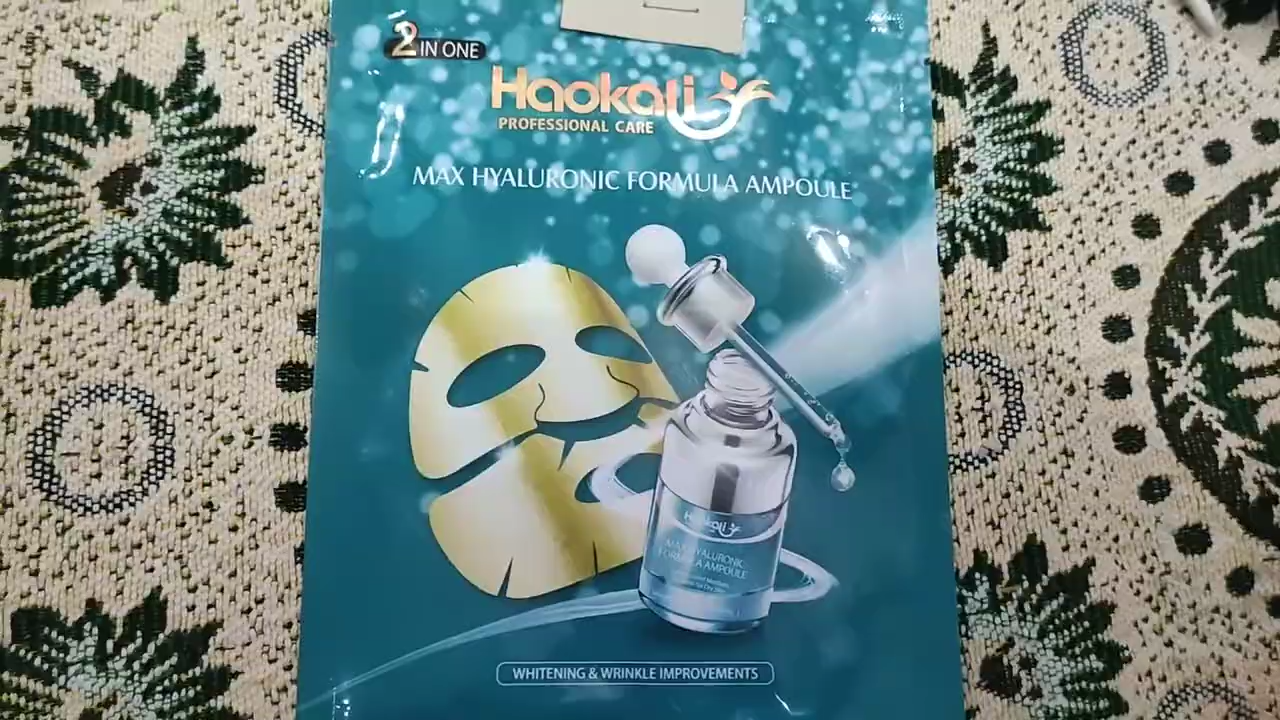 2 IN ONE
Haokali
PROFESSIONAL CARE
MAX HYALURONIC FORMULA AMPOULE
Haokali
MAX HYALURONIC
FORMULA AMPOULE
WHITENING & WRINKLE IMPROVEMENTS